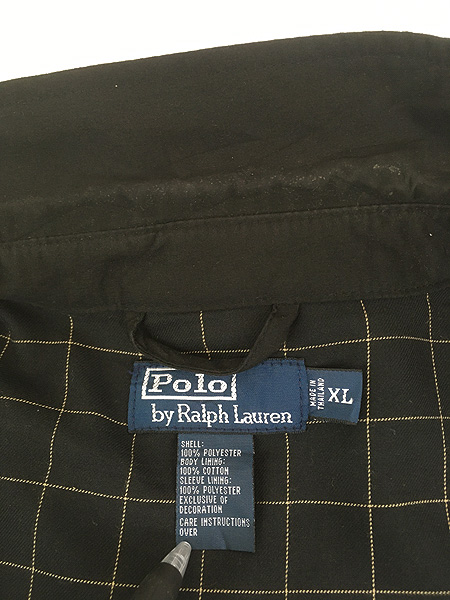 Polo
by Ralph Lauren
MADE IN
THAILAND
XL
SHELL:
100% POLYESTER
BODY LINING:
100% COTTON
SLEEVE LINING:
100% POLYESTER
EXCLUSIVE OF
DECORATION
CARE INSTRUCTIONS
OVER